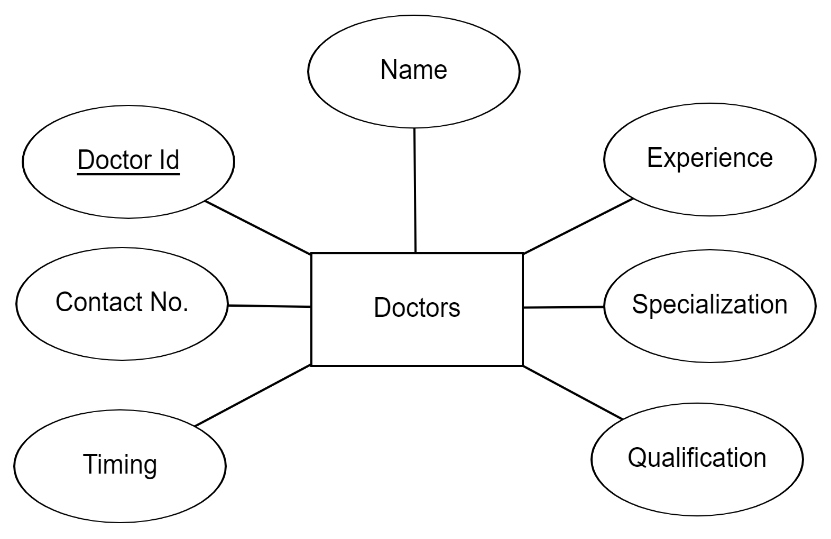 Name
Doctor Id
Experience
Contact No.
Doctors
Specialization
Timing
Qualification